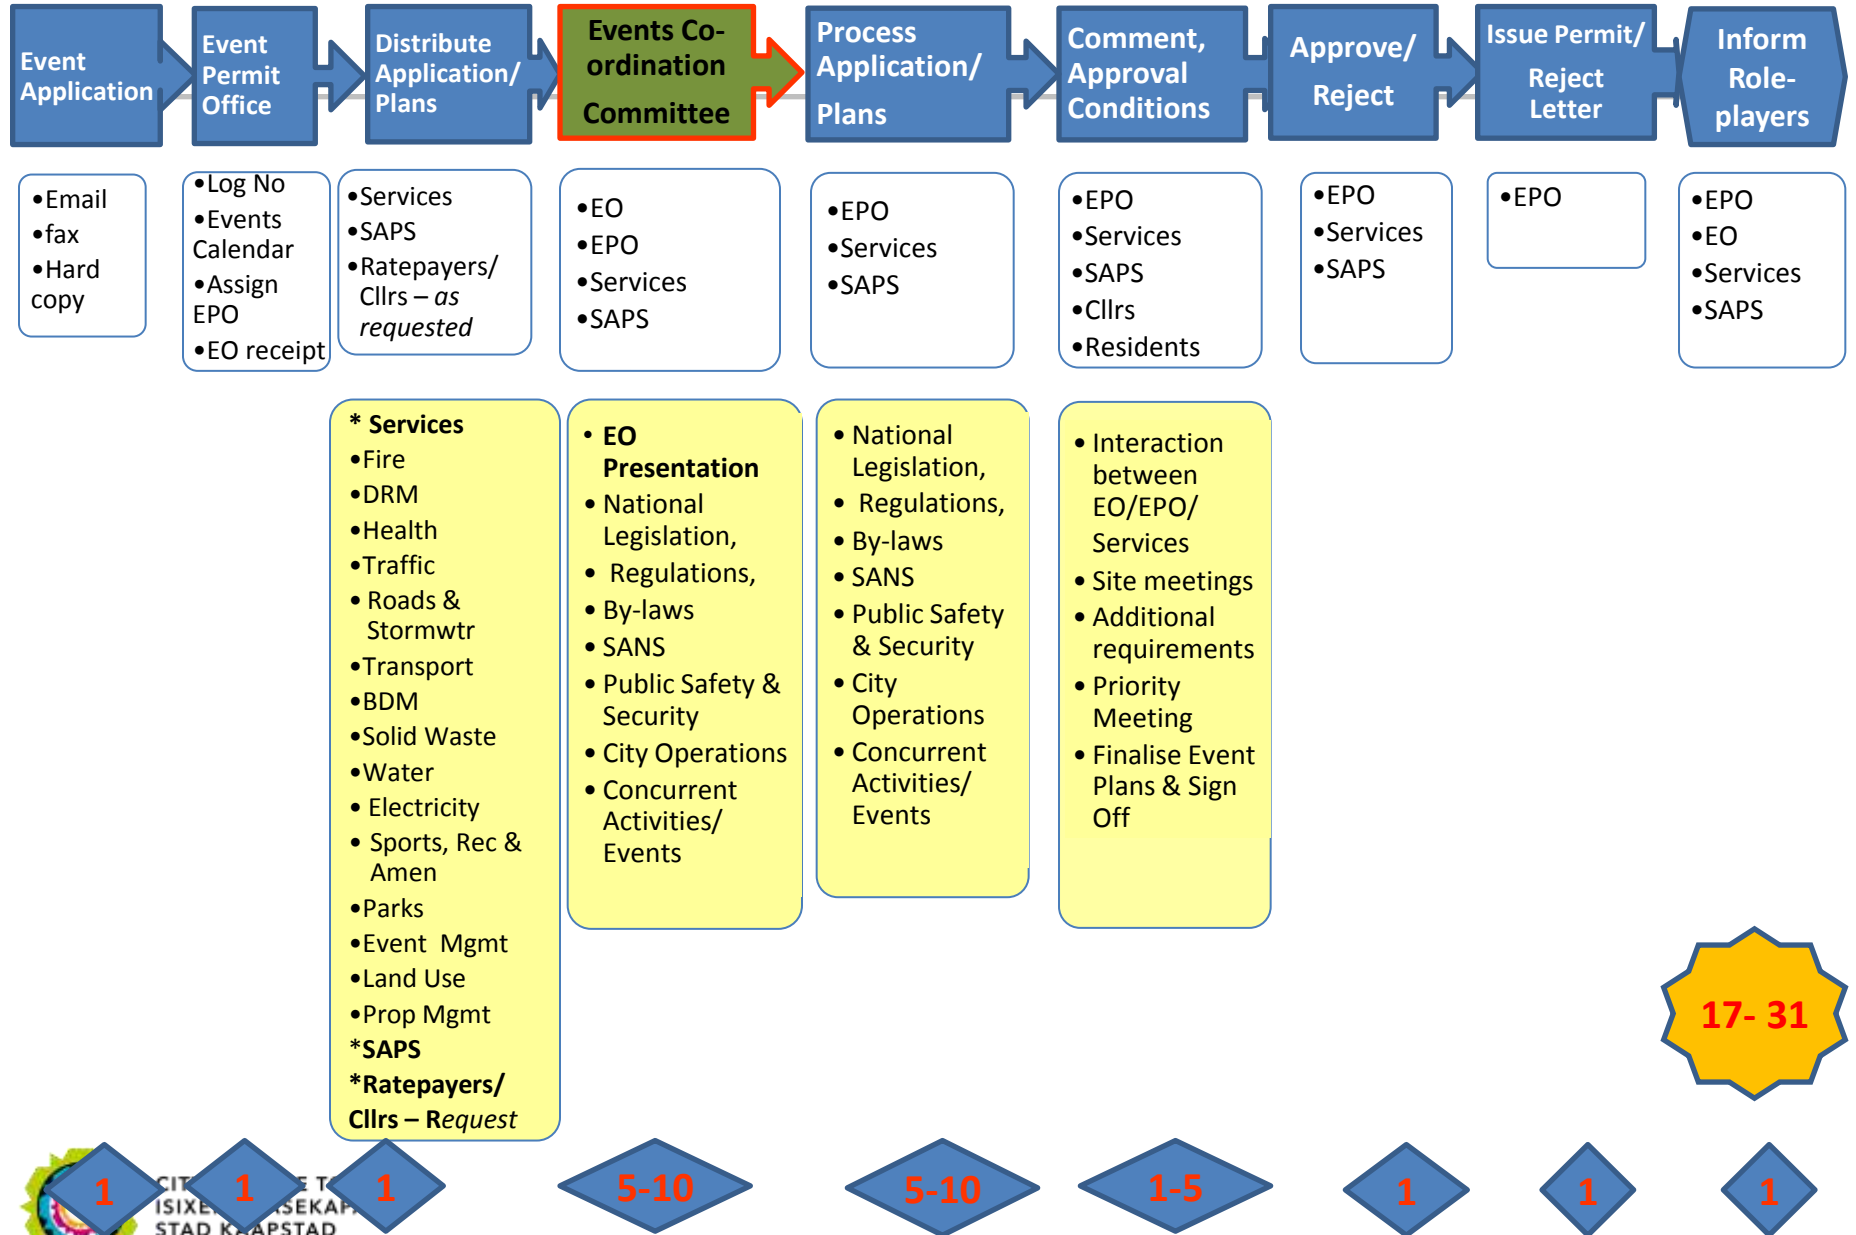 Event
Application
Event
Permit
Office
Distribute
Application/
Plans
Events Co-
ordination
Committee
Process
Application/
Plans
Comment,
Approval
Conditions
Approve/
Reject
Issue Permit/
Reject
Letter
Inform
Role-
players
•Email
•fax
•Hard
copy
•Log No
•Events
Calendar
•Assign
EPO
•EO receipt
•Services
•SAPS
•Ratepayers/
Cllrs – as
requested
•EO
•EPO
•Services
•SAPS
•EPO
•Services
•SAPS
•EPO
•Services
•SAPS
•Cllrs
•Residents
•EPO
•Services
•SAPS
•EPO
•EPO
•EO
•Services
•SAPS
* Services
•Fire
•DRM
•Health
•Traffic
• Roads &
Stormwtr
•Transport
•BDM
•Solid Waste
•Water
• Electricity
• Sports, Rec &
Amen
•Parks
•Event Mgmt
•Land Use
•Prop Mgmt
*SAPS
*Ratepayers/
Cllrs – Request
• EO
Presentation
• National
Legislation,
• Regulations,
• By-laws
• SANS
• Public Safety &
Security
• City Operations
• Concurrent
Activities/
Events
• National
Legislation,
• Regulations,
• By-laws
• SANS
• Public Safety
& Security
• City
Operations
• Concurrent
Activities/
Events
• Interaction
between
EO/EPO/
Services
• Site meetings
• Additional
requirements
• Priority
Meeting
• Finalise Event
Plans & Sign
Off
17- 31
1
1
1
5-10
5-10
1-5
1
1
1
STAD KAAPSTAD